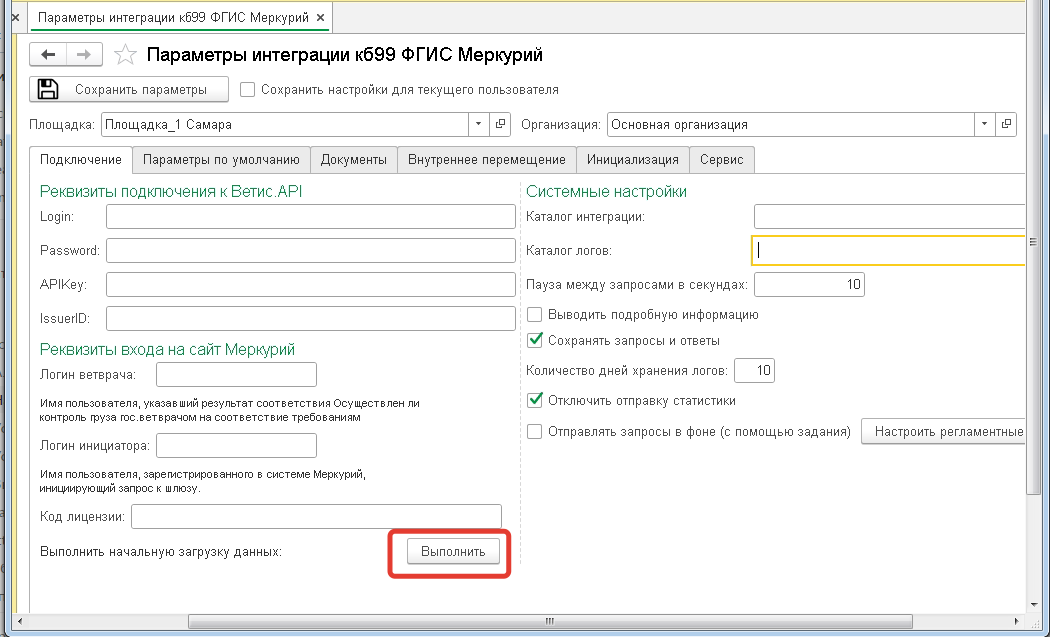 Параметры интеграции кб99 ФГИС Меркурий ×
Параметры интеграции кб99 ФГИС Меркурий
Сохранить параметры Сохранить настройки для текущего пользователя
Площадка: Площадка_1 Самара Организация: Основная организация
Подключение Параметры по умолчанию Документы Внутреннее перемещение Инициализация Сервис
Реквизиты подключения к Ветис.API
Login:
Password:
APIKey:
IssuerID:
Реквизиты входа на сайт Меркурий
Логин ветврача:
Имя пользователя, указавший результат соответствия Осуществлен ли
контроль груза гос.ветврачом на соответствие требованиям
Логин инициатора:
Имя пользователя, зарегистрированного в системе Меркурий,
инициирующий запрос к шлюзу.
Код лицензии:
Выполнить начальную загрузку данных: Выполнить
Системные настройки
Каталог интеграции:
Каталог логов:
Пауза между запросами в секундах: 10
Выводить подробную информацию
Сохранять запросы и ответы
Количество дней хранения логов: 10
Отключить отправку статистики
Отправлять запросы в фоне (с помощью задания) Настроить регламентные